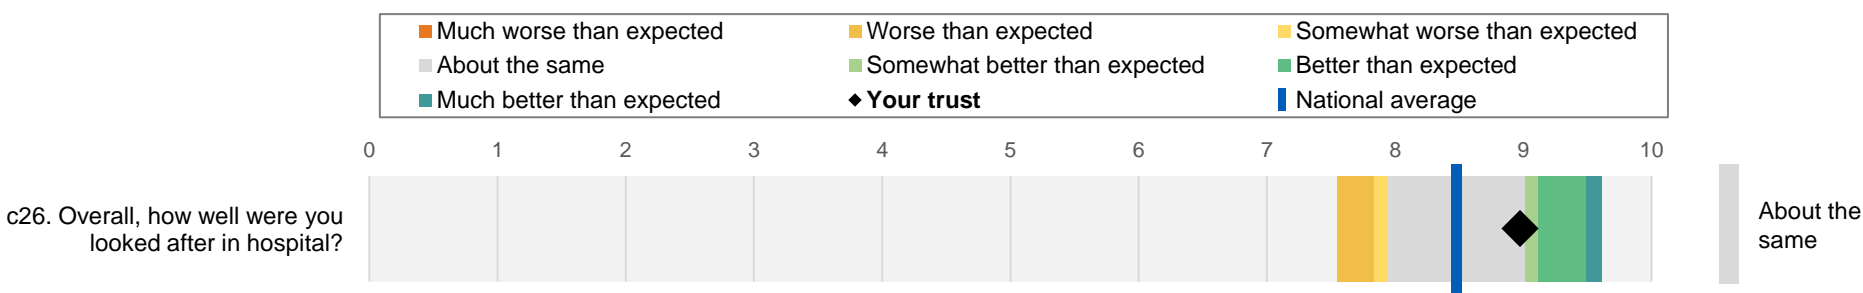 Much worse than expected
Worse than expected
Somewhat worse than expected
About the same
Somewhat better than expected
Better than expected
Much better than expected
Your trust
National average
0 1 2 3 4 5 6 7 8 9 10
c26. Overall, how well were you
looked after in hospital?
About the
same